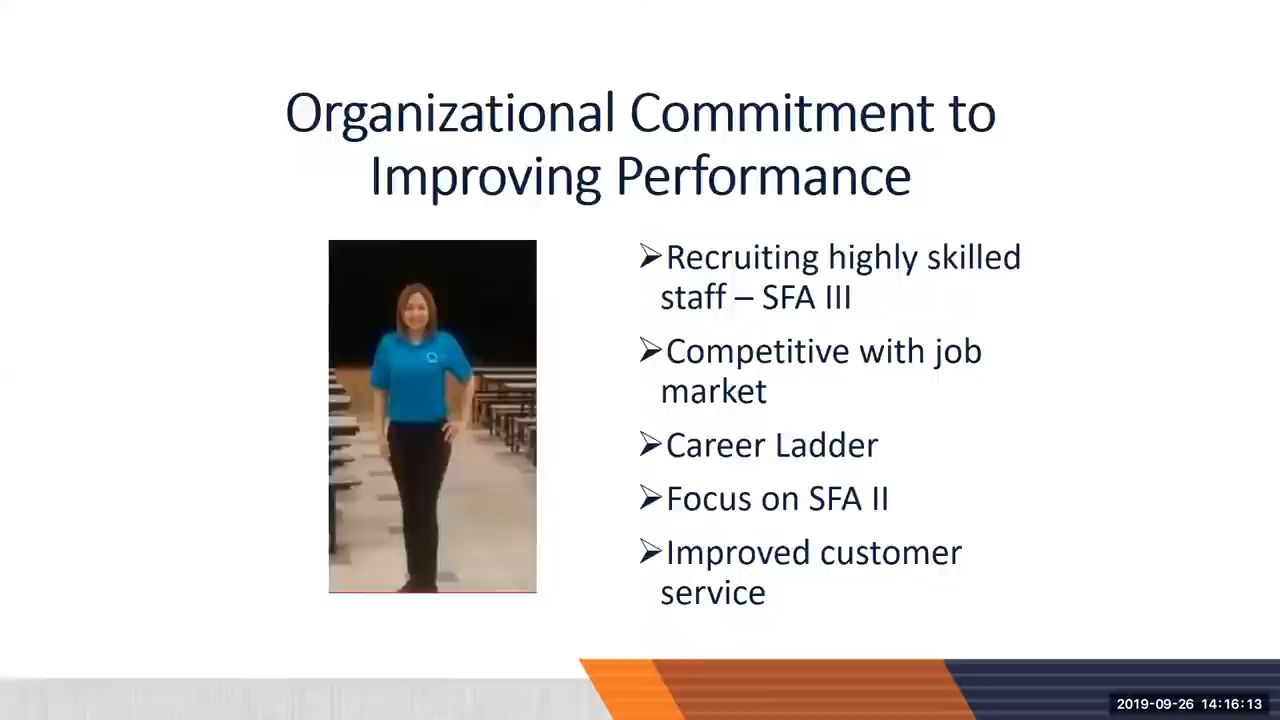 Organizational Commitment to
Improving Performance
➢Recruiting highly skilled
staff – SFA III
➢Competitive with job
market
➢Career Ladder
➢Focus on SFA II
➢Improved customer
service
2019-09-26 14:16:13